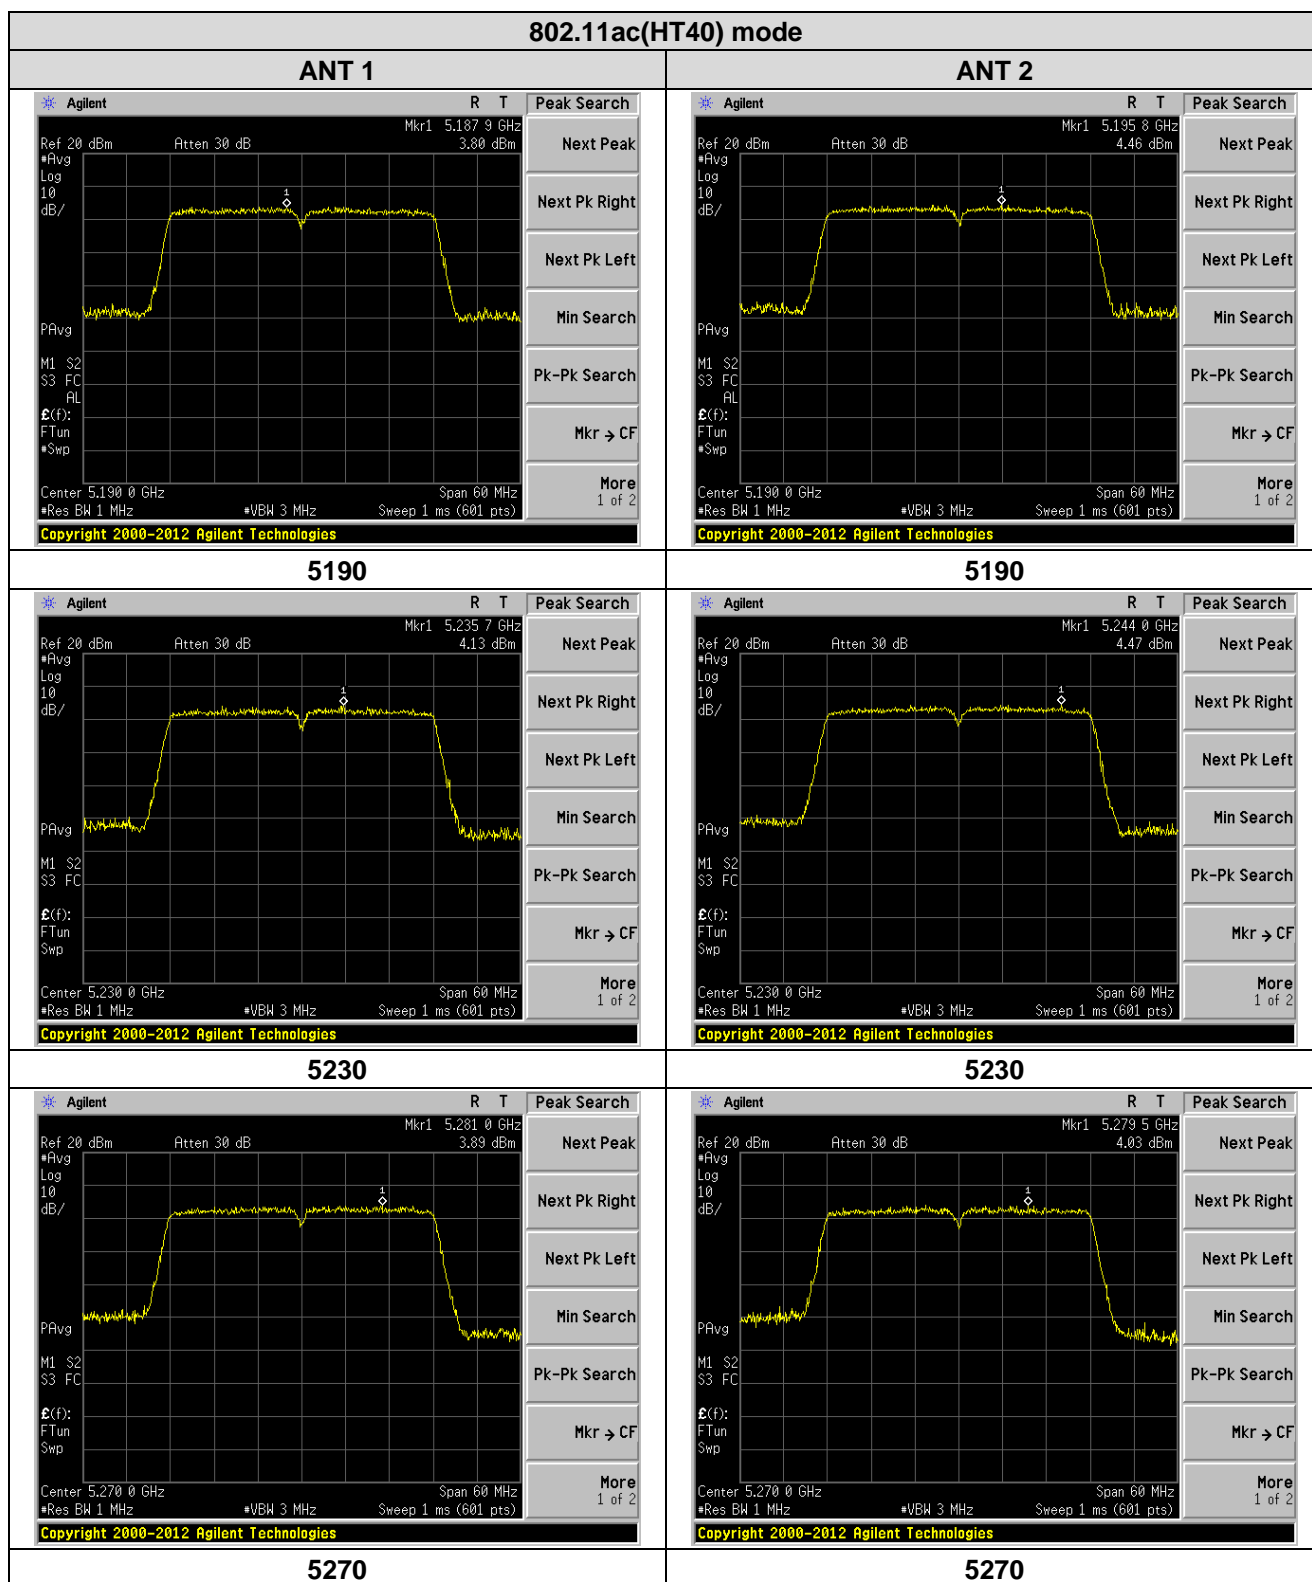 802.11ac(HT40) mode
ANT 1
ANT 2
Agilent R T Peak Search
Mkr1 5.187 9 GHz
Ref 20 dBm Atten 30 dB 3.80 dBm
#Avg
Log
10
dB/
1
PAvg
M1 S2
S3 FC
AL
£(f):
FTun
#Swp
Center 5.190 0 GHz Span 60 MHz
#Res BW 1 MHz #VBW 3 MHz Sweep 1 ms (601 pts)
Copyright 2000-2012 Agilent Technologies
Next Peak
Next Pk Right
Next Pk Left
Min Search
Pk-Pk Search
Mkr → CF
More
1 of 2
Agilent R T Peak Search
Mkr1 5.195 8 GHz
Ref 20 dBm Atten 30 dB 4.46 dBm
#Avg
Log
10
dB/
1
PAvg
M1 S2
S3 FC
AL
£(f):
FTun
#Swp
Center 5.190 0 GHz Span 60 MHz
#Res BW 1 MHz #VBW 3 MHz Sweep 1 ms (601 pts)
Copyright 2000-2012 Agilent Technologies
Next Peak
Next Pk Right
Next Pk Left
Min Search
Pk-Pk Search
Mkr → CF
More
1 of 2
5190
5190
Agilent R T Peak Search
Mkr1 5.235 7 GHz
Ref 20 dBm Atten 30 dB 4.13 dBm
#Avg
Log
10
dB/
1
PAvg
M1 S2
S3 FC
£(f):
FTun
Swp
Center 5.230 0 GHz Span 60 MHz
#Res BW 1 MHz #VBW 3 MHz Sweep 1 ms (601 pts)
Copyright 2000-2012 Agilent Technologies
Next Peak
Next Pk Right
Next Pk Left
Min Search
Pk-Pk Search
Mkr → CF
More
1 of 2
Agilent R T Peak Search
Mkr1 5.244 0 GHz
Ref 20 dBm Atten 30 dB 4.47 dBm
#Avg
Log
10
dB/
1
PAvg
M1 S2
S3 FC
£(f):
FTun
Swp
Center 5.230 0 GHz Span 60 MHz
#Res BW 1 MHz #VBW 3 MHz Sweep 1 ms (601 pts)
Copyright 2000-2012 Agilent Technologies
Next Peak
Next Pk Right
Next Pk Left
Min Search
Pk-Pk Search
Mkr → CF
More
1 of 2
5230
5230
Agilent R T Peak Search
Mkr1 5.281 0 GHz
Ref 20 dBm Atten 30 dB 3.89 dBm
#Avg
Log
10
dB/
1
PAvg
M1 S2
S3 FC
£(f):
FTun
Swp
Center 5.270 0 GHz Span 60 MHz
#Res BW 1 MHz #VBW 3 MHz Sweep 1 ms (601 pts)
Copyright 2000-2012 Agilent Technologies
Next Peak
Next Pk Right
Next Pk Left
Min Search
Pk-Pk Search
Mkr → CF
More
1 of 2
Agilent R T Peak Search
Mkr1 5.279 5 GHz
Ref 20 dBm Atten 30 dB 4.03 dBm
#Avg
Log
10
dB/
1
PAvg
M1 S2
S3 FC
£(f):
FTun
Swp
Center 5.270 0 GHz Span 60 MHz
#Res BW 1 MHz #VBW 3 MHz Sweep 1 ms (601 pts)
Copyright 2000-2012 Agilent Technologies
Next Peak
Next Pk Right
Next Pk Left
Min Search
Pk-Pk Search
Mkr → CF
More
1 of 2
5270
5270